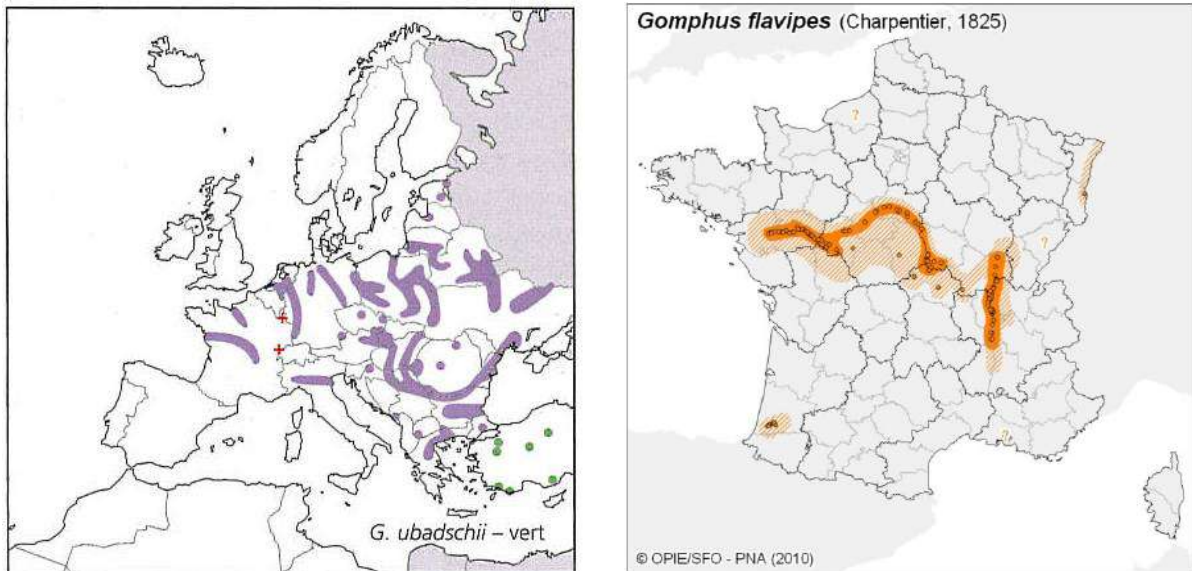 G. ubadschii – vert
Gomphus flavipes (Charpentier, 1825)
?
?
?
© OPIE/SFO - PNA (2010)